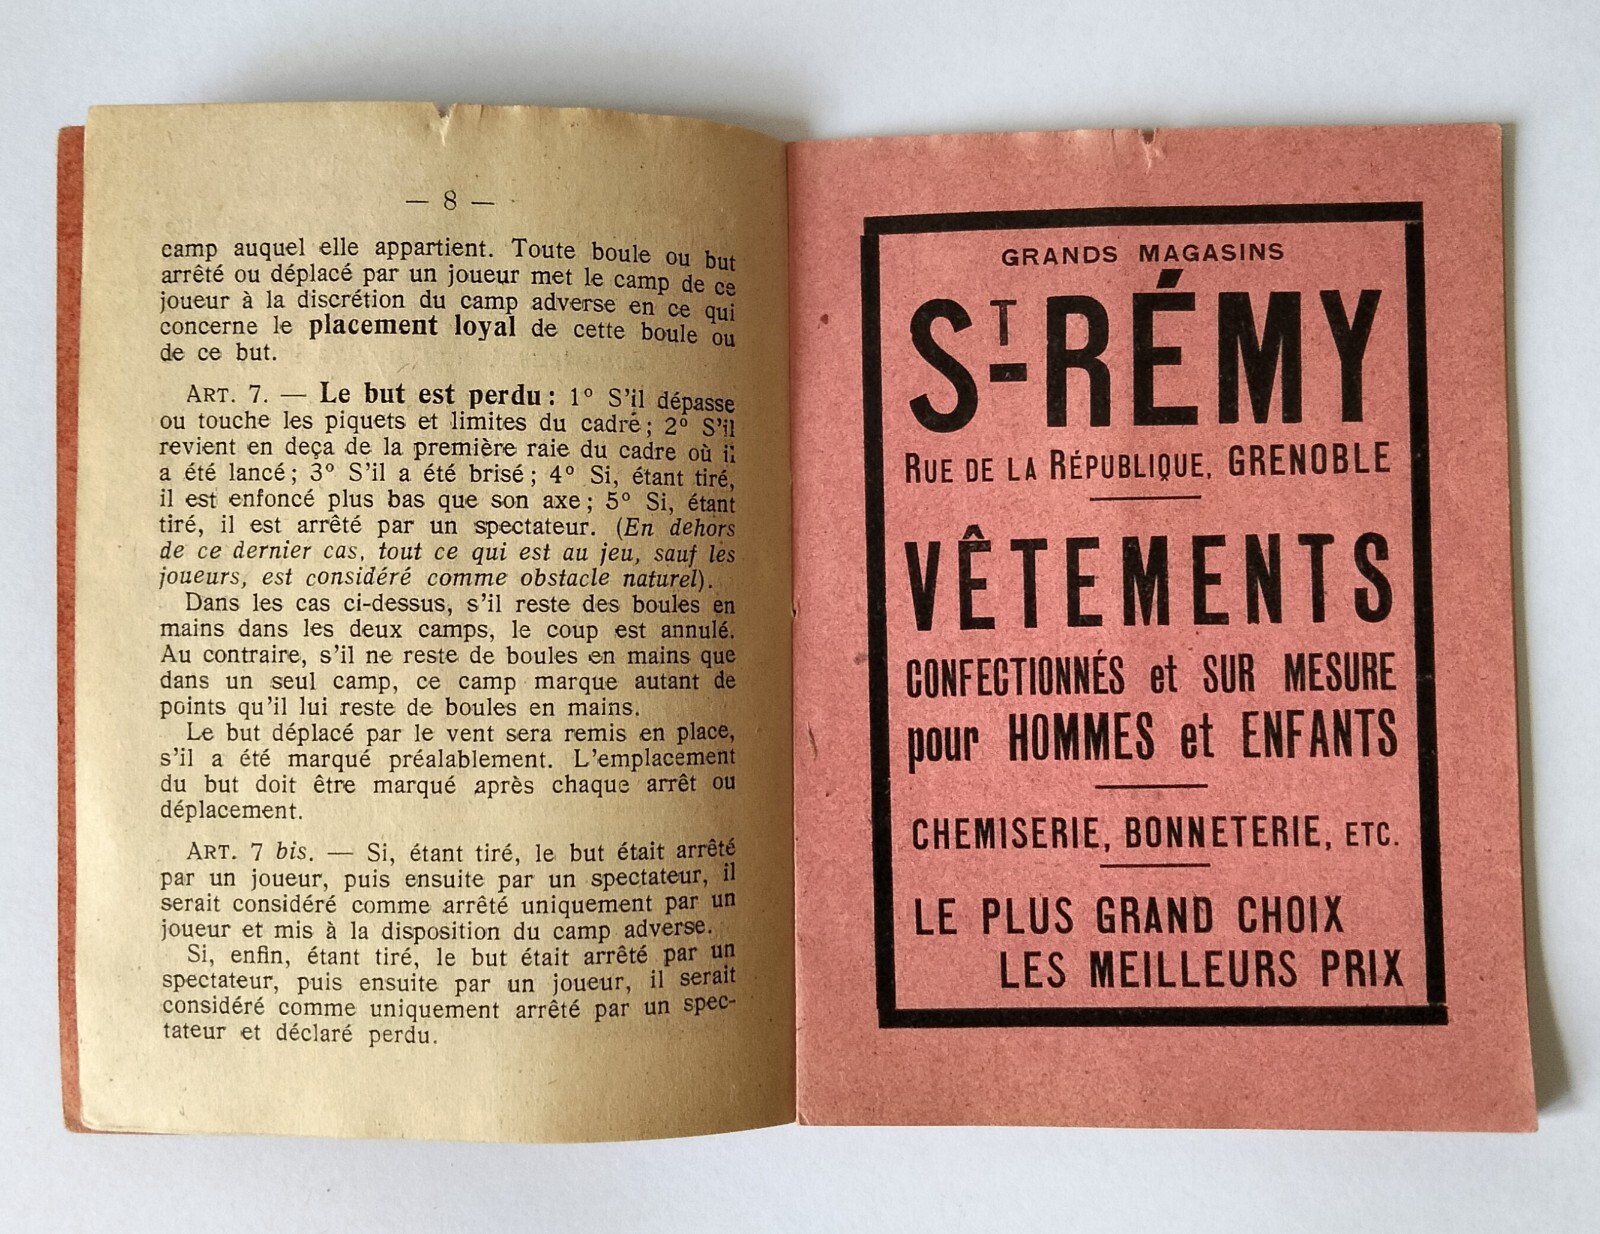 — 8 —
camp auquel elle appartient. Toute boule ou but
arrêté ou déplacé par un joueur met le camp de ce
joueur à la discrétion du camp adverse en ce qui
concerne le placement loyal de cette boule ou
de ce but.
ART. 7. — Le but est perdu : 1° S'il dépasse
ou touche les piquets et limites du cadre ; 2° S'il
revient en deça de la première raie du cadre où il
a été lancé ; 3° S'il a été brisé ; 4° Si, étant tiré,
il est enfoncé plus bas que son axe ; 5° Si, étant
tiré, il est arrêté par un spectateur. (En dehors
de ce dernier cas, tout ce qui est au jeu, sauf les
joueurs, est considéré comme obstacle naturel).
Dans les cas ci-dessus, s'il reste des boules en
mains dans les deux camps, le coup est annulé.
Au contraire, s'il ne reste de boules en mains que
dans un seul camp, ce camp marque autant de
points qu'il lui reste de boules en mains.
Le but déplacé par le vent sera remis en place,
s'il a été marqué préalablement. L'emplacement
du but doit être marqué après chaque arrêt ou
déplacement.
ART. 7 bis. — Si, étant tiré, le but était arrêté
par un joueur, puis ensuite par un spectateur, il
serait considéré comme arrêté uniquement par un
joueur et mis à la disposition du camp adverse.
Si, enfin, étant tiré, le but était arrêté par un
spectateur, puis ensuite par un joueur, il serait
considéré comme uniquement arrêté par un spec-
tateur et déclaré perdu.
GRANDS MAGASINS
ST-RÉMY
RUE DE LA RÉPUBLIQUE, GRENOBLE
VÊTEMENTS
CONFECTIONNÉS et SUR MESURE
pour HOMMES et ENFANTS
CHEMISERIE, BONNETERIE, ETC.
LE PLUS GRAND CHOIX
LES MEILLEURS PRIX